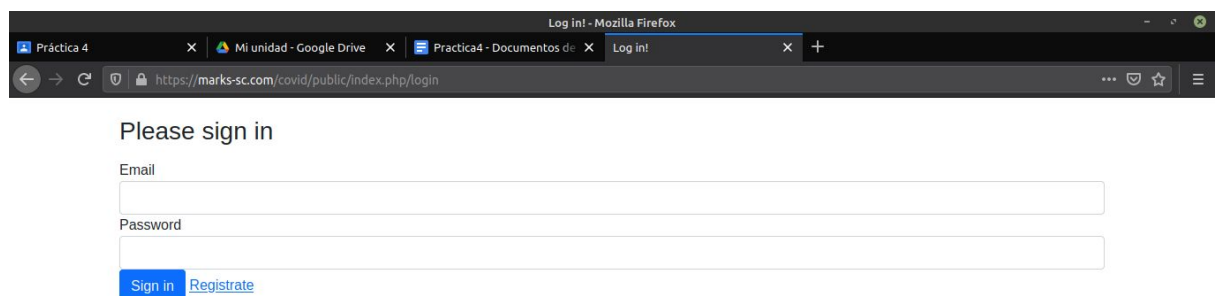 Log in! - Mozilla Firefox
Práctica 4 Mi unidad - Google Drive Practica4 - Documentos de Log in!
https://marks-sc.com/covid/public/index.php/login
Please sign in
Email
Password
Sign in Registrate